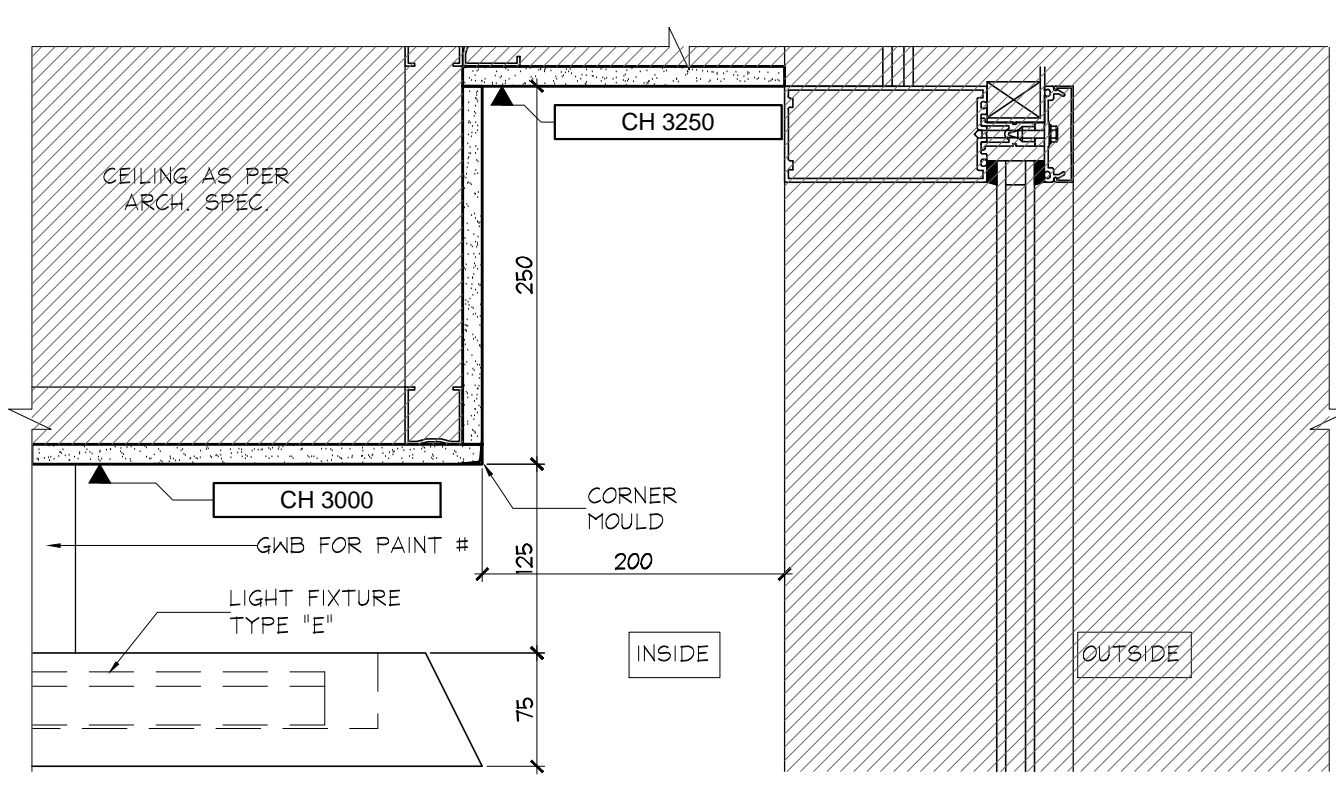 CH 3250
CEILING AS PER
ARCH. SPEC.
250
CH 3000
CORNER
MOULD
GWB FOR PAINT #
125
200
LIGHT FIXTURE
TYPE "E"
INSIDE
OUTSIDE
75